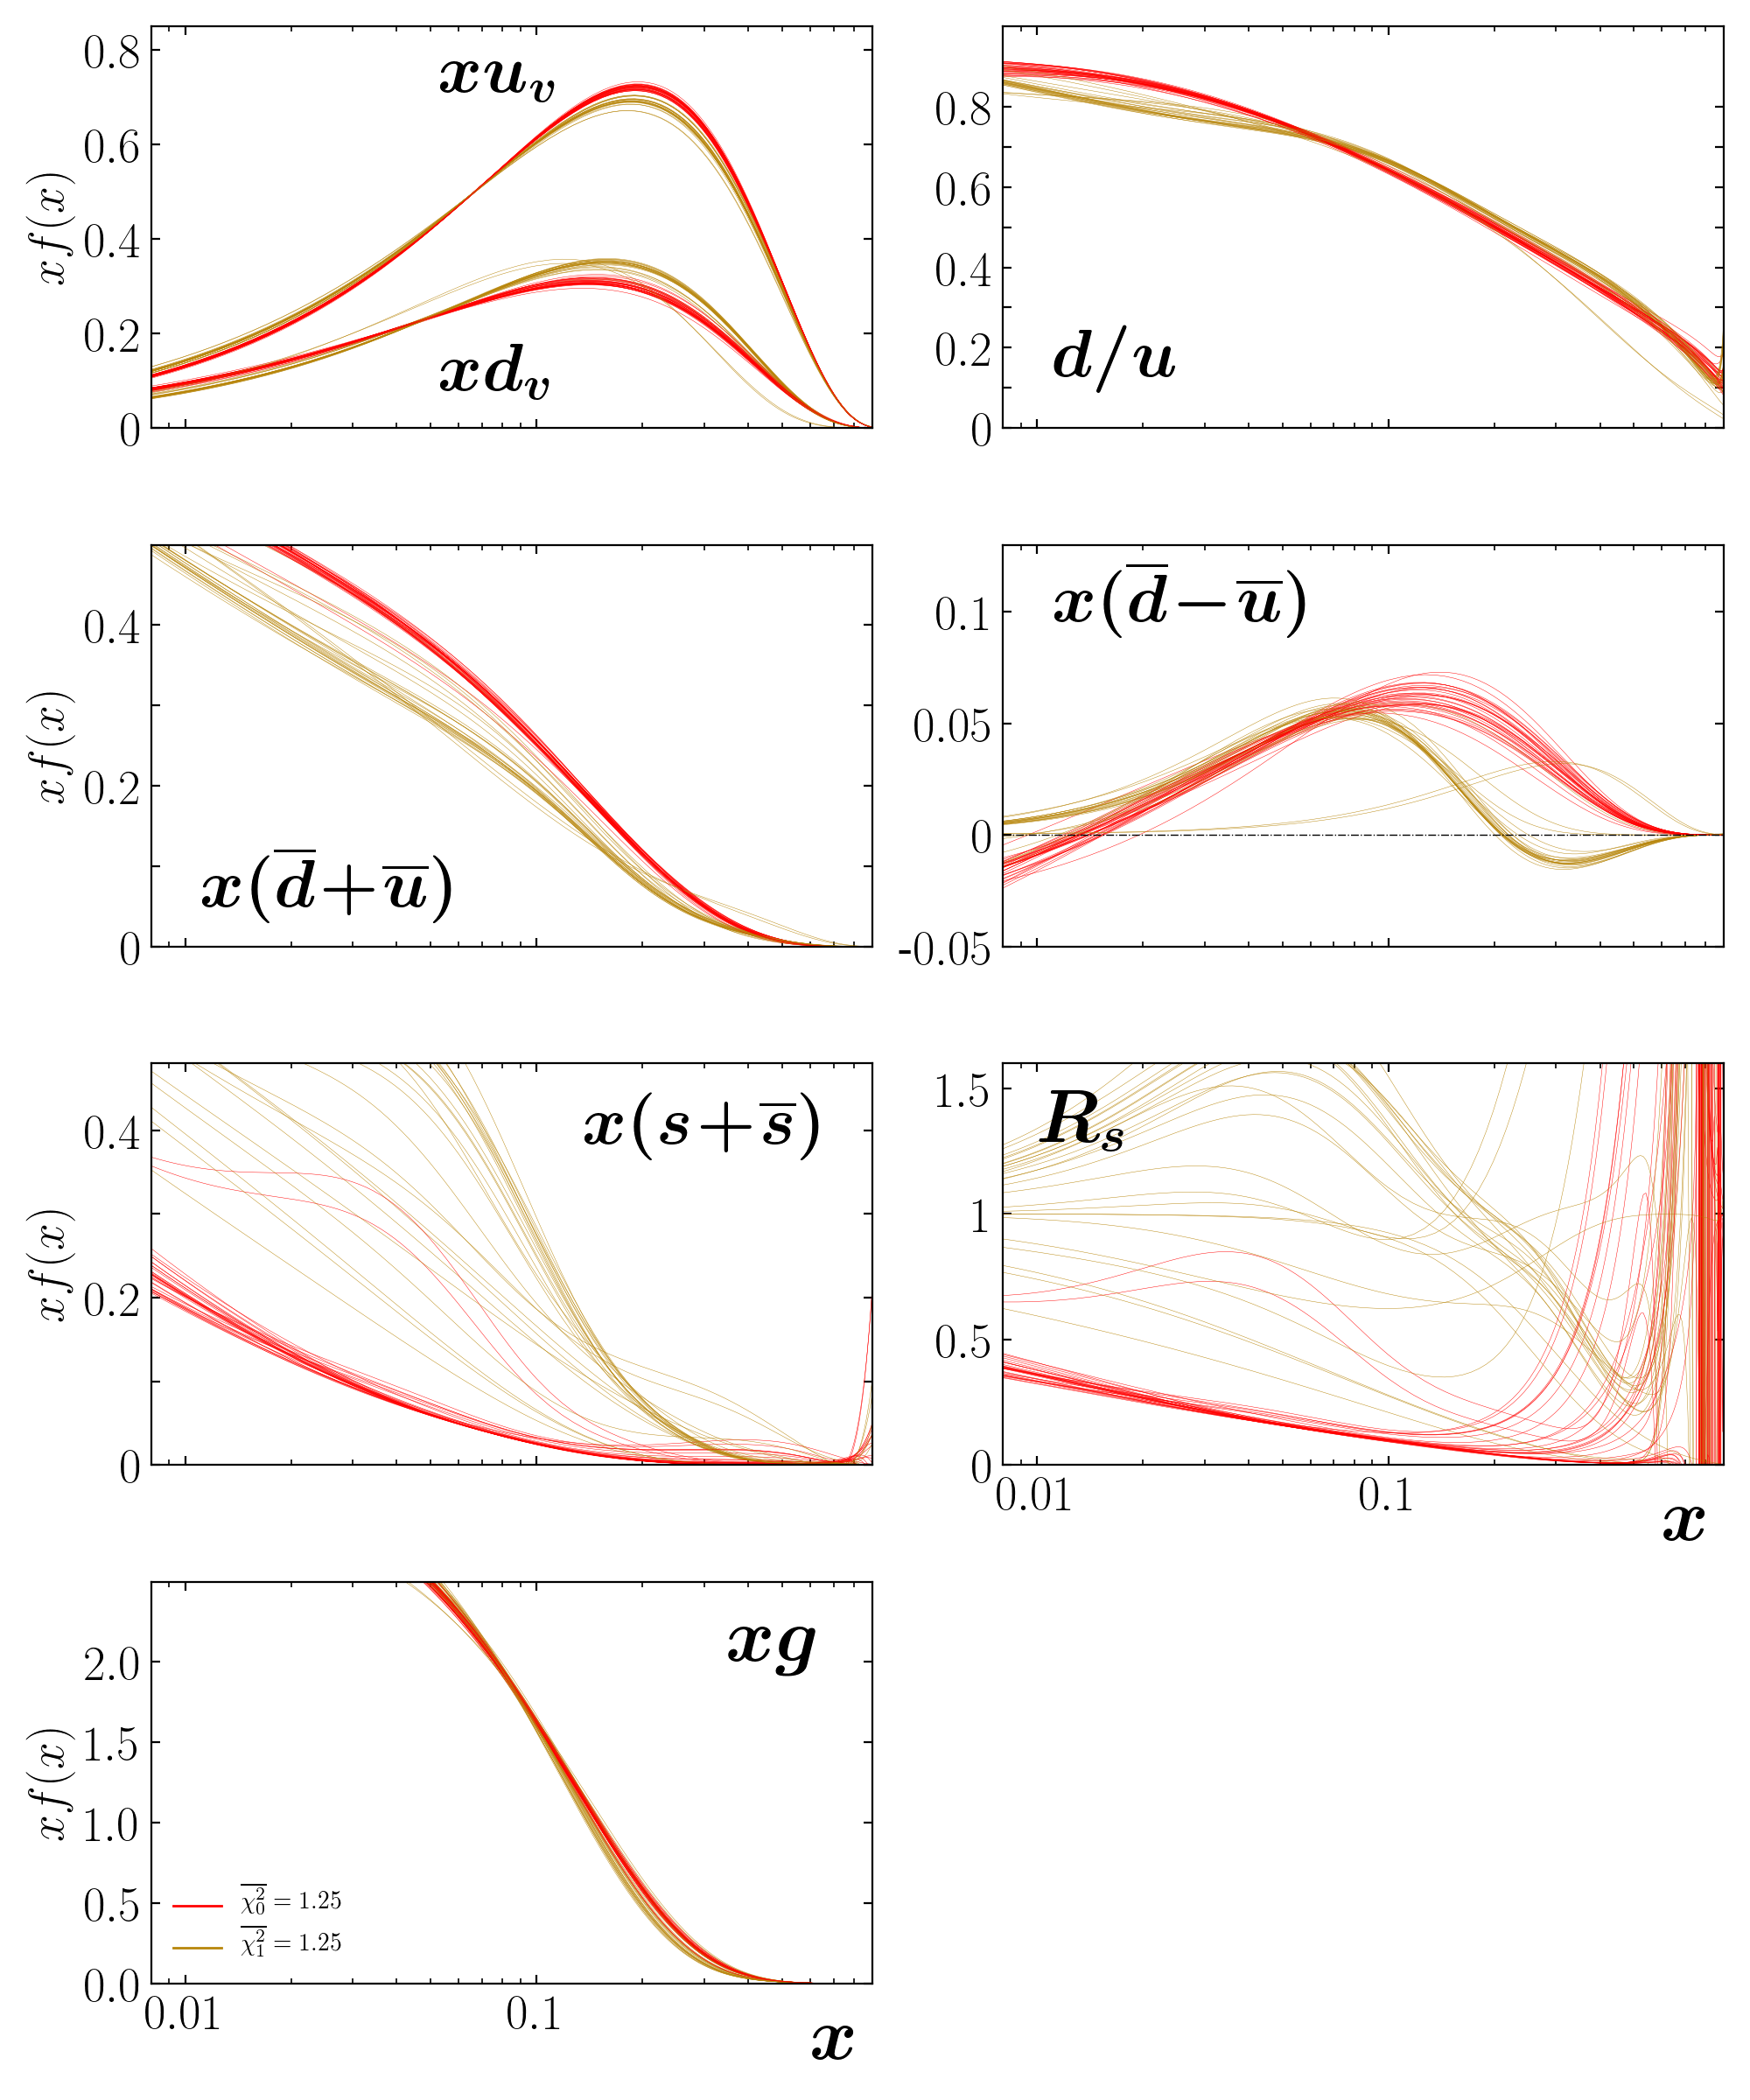 xu_v
xd_v
xf(x)
0.8
0.6
0.4
0.2
0
d/u
0.8
0.6
0.4
0.2
0
x(d̅+u̅)
xf(x)
0.4
0.2
0
x(d̅−u̅)
0.1
0.05
0
-0.05
x(s+s̅)
xf(x)
0.4
0.2
0
R_s
1.5
1
0.5
0
0.01 0.1
x
xg
xf(x)
2.0
1.5
1.0
0.5
0.0
χ̅₀² = 1.25
χ̅₁² = 1.25
0.01 0.1
x